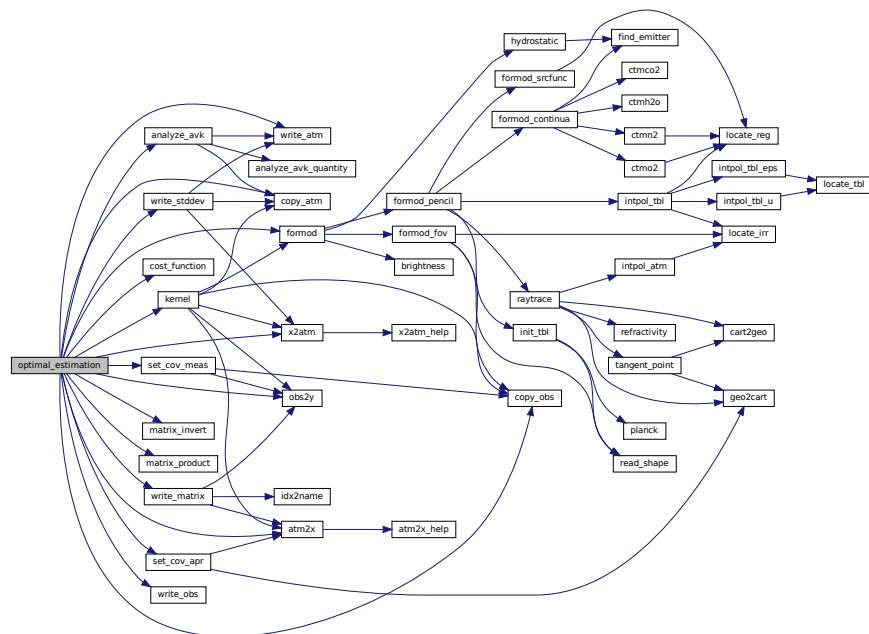 optimal_estimation
analyze_avk
write_stddev
cost_function
kernel
set_cov_meas
matrix_invert
matrix_product
write_matrix
set_cov_apr
write_obs
write_atm
analyze_avk_quantity
copy_atm
formod
x2atm
obs2y
idx2name
atm2x
formod_pencil
formod_fov
brightness
x2atm_help
atm2x_help
hydrostatic
formod_srcfunc
formod_continua
raytrace
init_tbl
copy_obs
find_emitter
ctmco2
ctmh2o
ctmn2
ctmo2
intpol_tbl
intpol_atm
refractivity
tangent_point
planck
read_shape
locate_reg
intpol_tbl_eps
intpol_tbl_u
locate_irr
cart2geo
geo2cart
locate_tbl